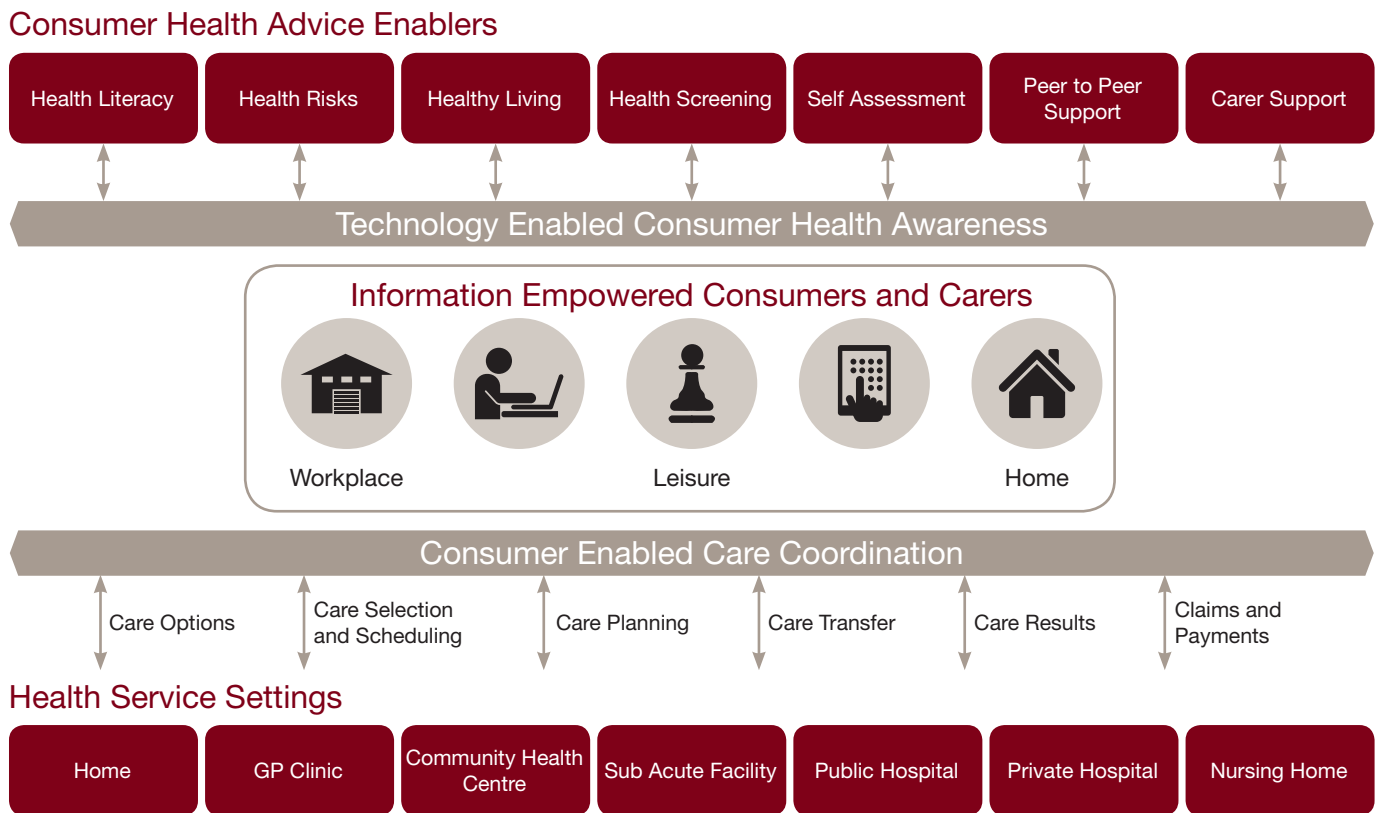 Consumer Health Advice Enablers
Health Literacy
Health Risks
Healthy Living
Health Screening
Self Assessment
Peer to Peer
Support
Carer Support
Technology Enabled Consumer Health Awareness
Information Empowered Consumers and Carers
Workplace
Leisure
Home
Consumer Enabled Care Coordination
Care Options
Care Selection
and Scheduling
Care Planning
Care Transfer
Care Results
Claims and
Payments
Health Service Settings
Home
GP Clinic
Community Health
Centre
Sub Acute Facility
Public Hospital
Private Hospital
Nursing Home